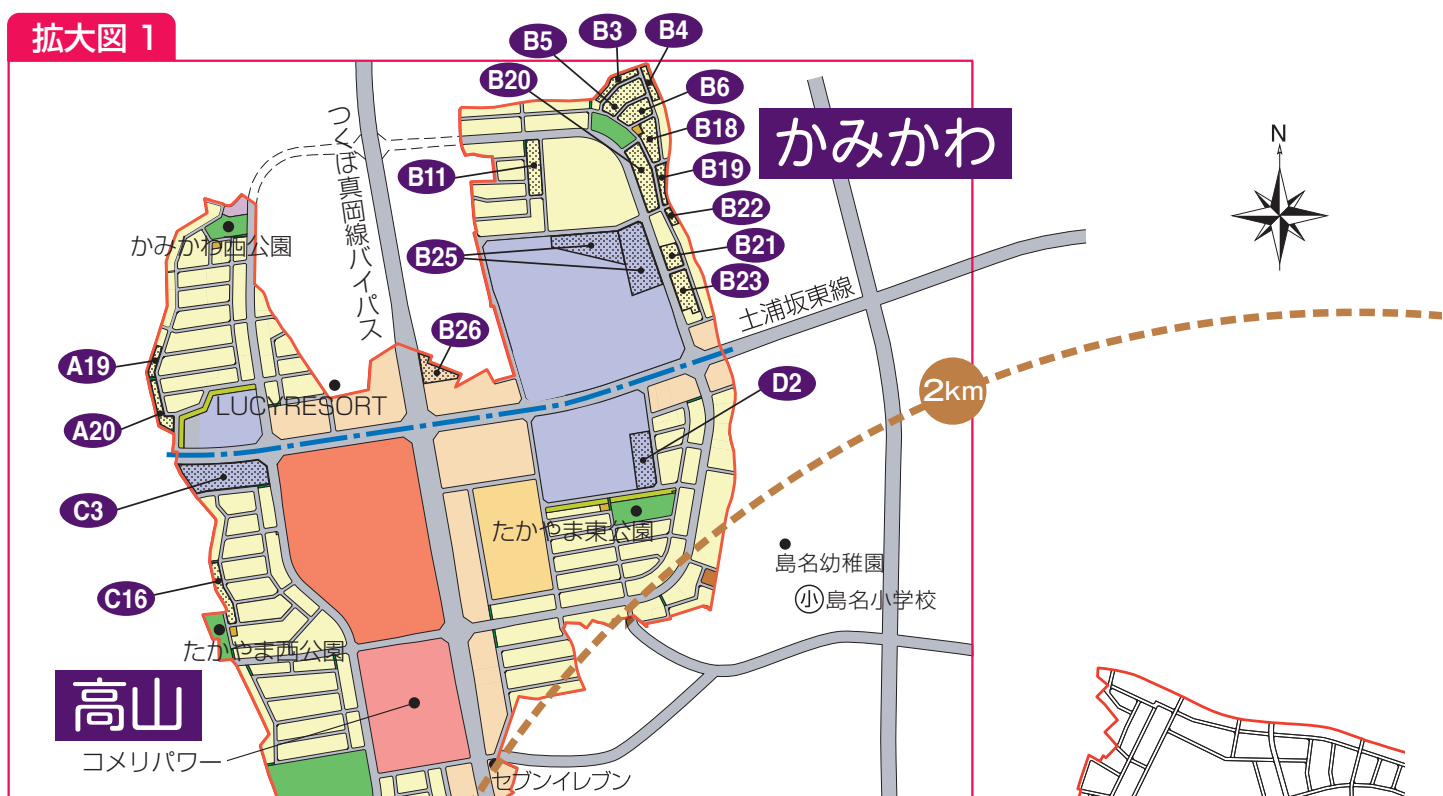 拡大図 1
B3
B4
B5
B20
B6
B18
かみかわ
N
つくば真岡線バイパス
B11
B19
B22
かみかわ西公園
B25
B21
B23
土浦坂東線
B26
A19
D2
2km
LUCYRESORT
A20
C3
たかやま東公園
島名幼稚園
C16
小 島名小学校
たかやま西公園
高山
コメリパワー
セブンイレブン